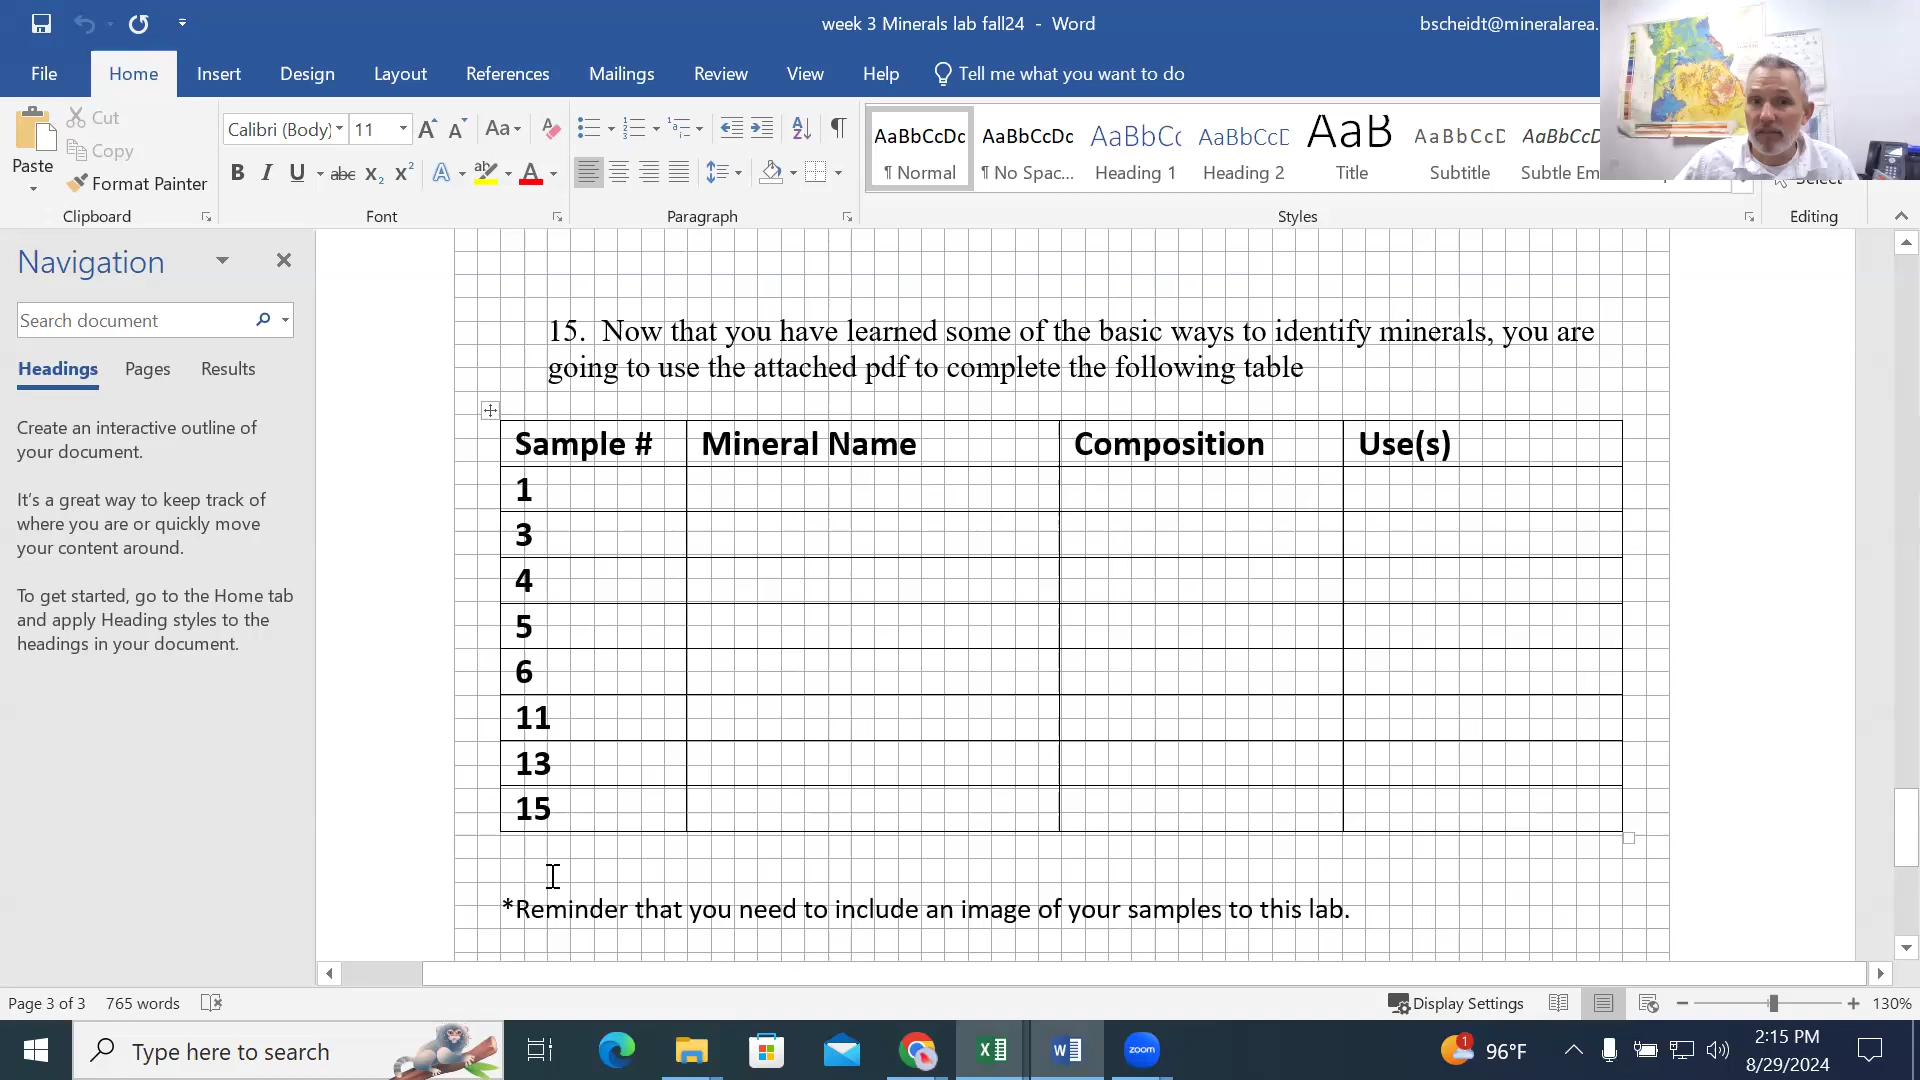 week 3 Minerals lab fall24 - Word
bscheidt@mineralarea.
File Home Insert Design Layout References Mailings Review View Help Tell me what you want to do
Paste
Cut
Copy
Format Painter
Clipboard
Calibri (Body) 11
Font
Paragraph
AaBbCcDc AaBbCcDc AaBbCc AaBbCcD AaB AaBbCcD AaBbCcD
¶ Normal ¶ No Spac... Heading 1 Heading 2 Title Subtitle Subtle Em
Styles
Select
Editing
Navigation
Search document
Headings Pages Results
Create an interactive outline of
your document.
It's a great way to keep track of
where you are or quickly move
your content around.
To get started, go to the Home tab
and apply Heading styles to the
headings in your document.
15. Now that you have learned some of the basic ways to identify minerals, you are
going to use the attached pdf to complete the following table
Sample # Mineral Name Composition Use(s)
1
3
4
5
6
11
13
15
*Reminder that you need to include an image of your samples to this lab.
Page 3 of 3 765 words
Display Settings
130%
Type here to search
zoom
1
96°F
2:15 PM
8/29/2024